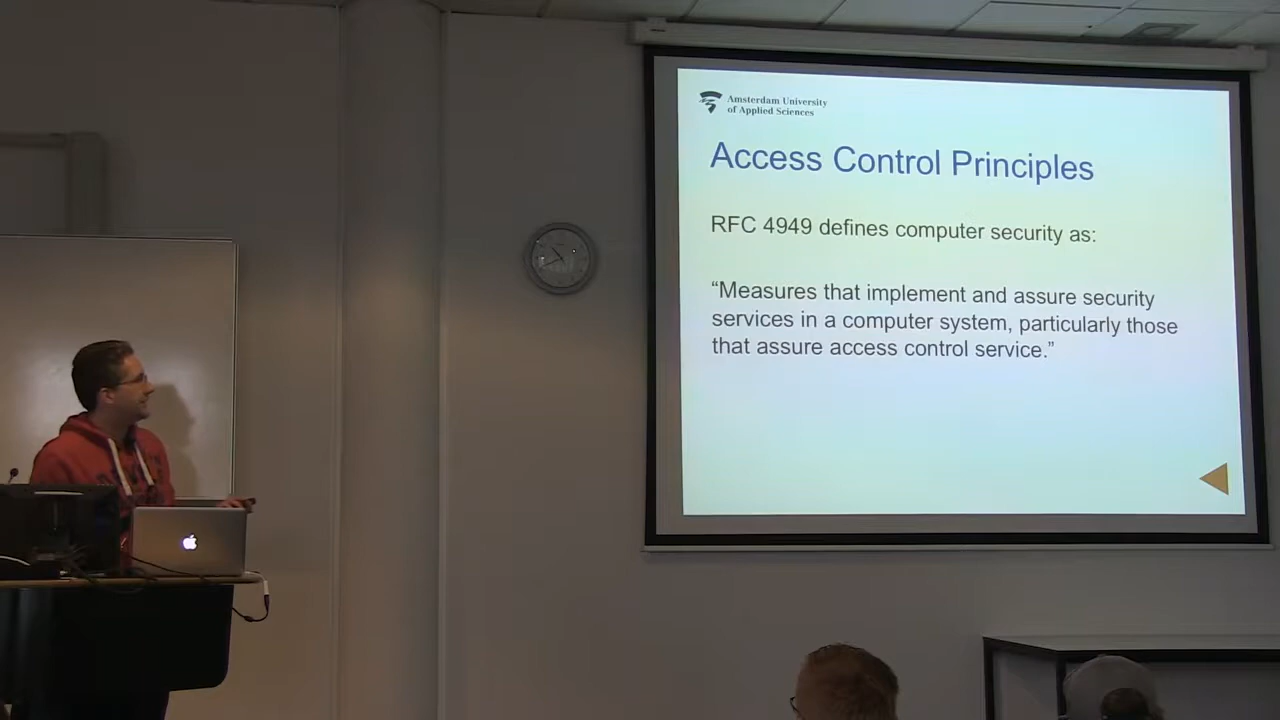 Amsterdam University
of Applied Sciences
Access Control Principles
RFC 4949 defines computer security as:
“Measures that implement and assure security
services in a computer system, particularly those
that assure access control service.”